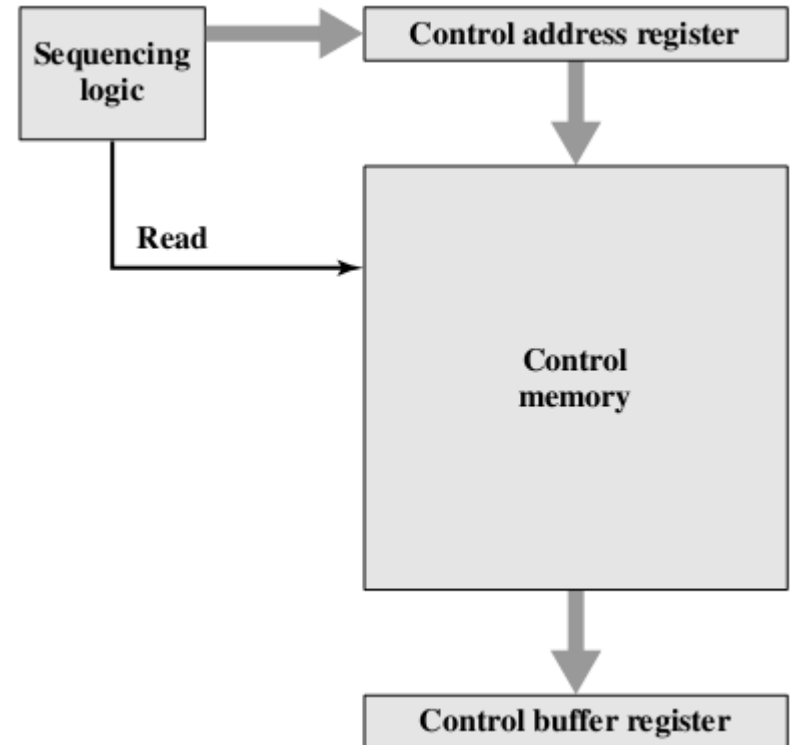 Sequencing
logic
Control address register
Read
Control
memory
Control buffer register